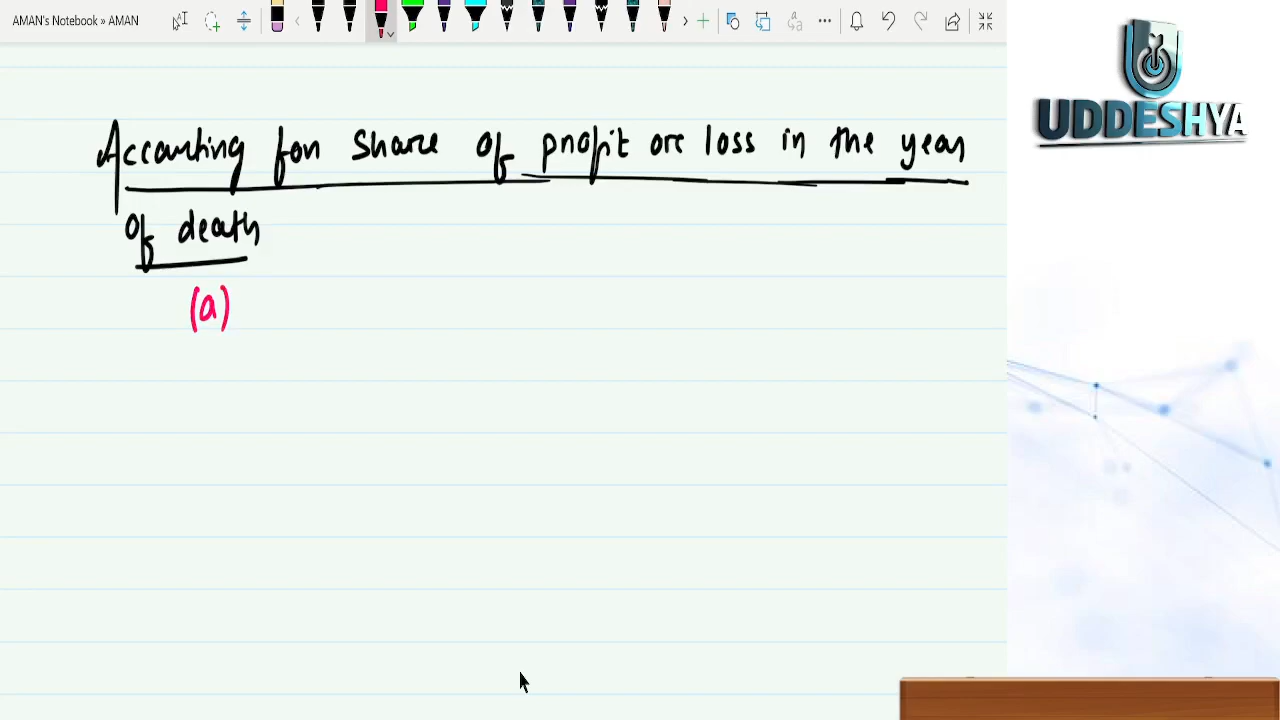 AMAN's Notebook » AMAN
UDDESHYA
Accounting for share of profit or loss in the year
of death
(a)